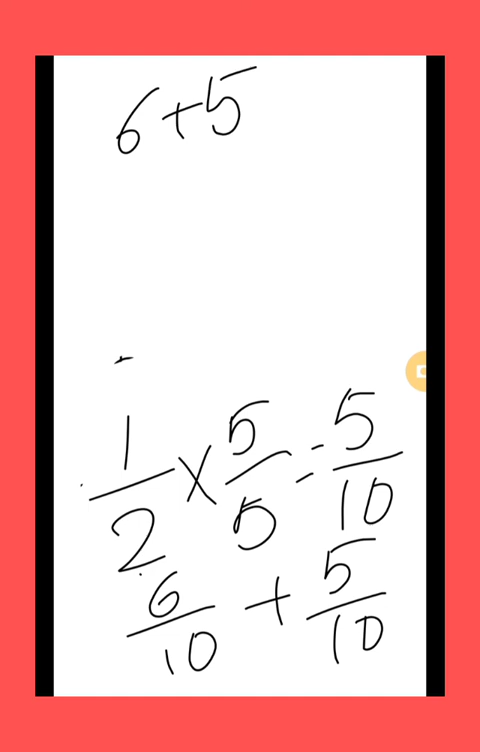 6+5
-
1/2 × 5/5 = 5/10
6/10 + 5/10